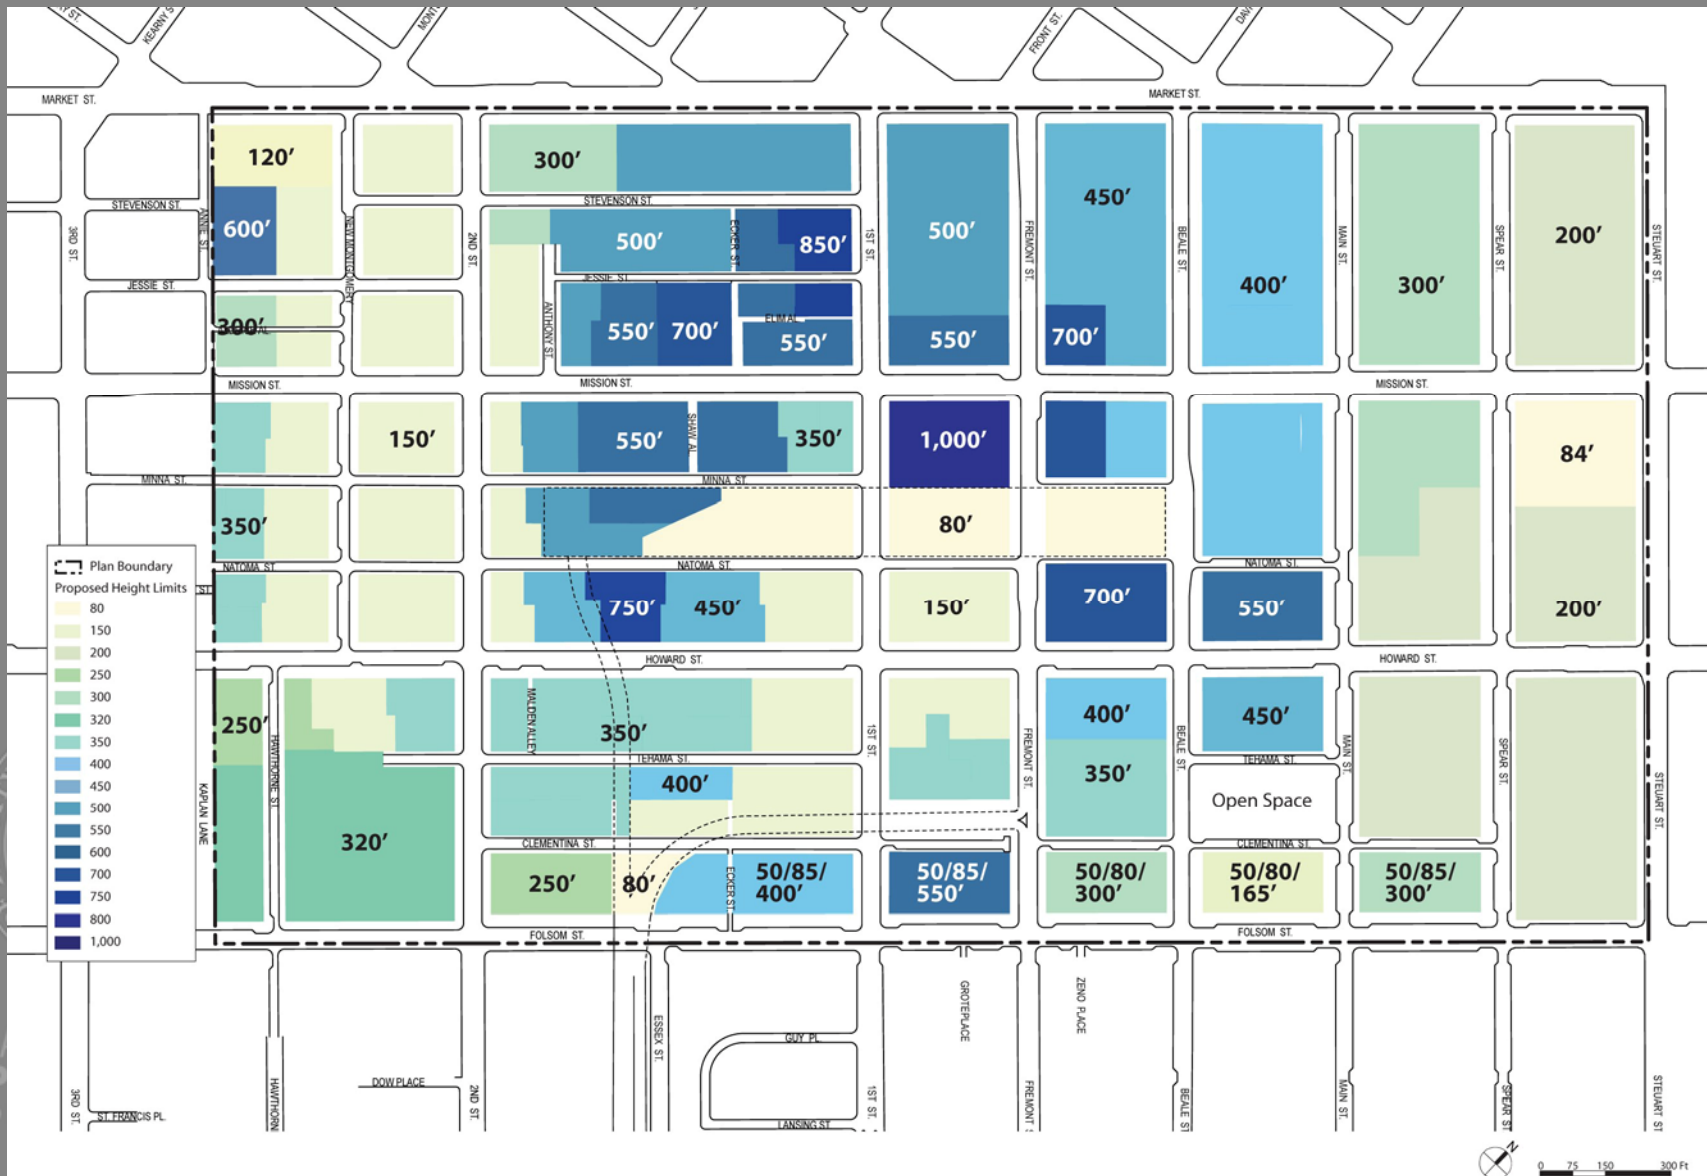 KEARNY ST.
FRONT ST.
MARKET ST.
MARKET ST.
120'
300'
STEVENSON ST.
STEVENSON ST.
450'
3RD ST.
ANNIE ST.
600'
NEW MONTGOMERY
2ND ST.
500'
ECKER ST.
850'
1ST ST.
500'
FREMONT ST.
BEALE ST.
400'
MAIN ST.
300'
SPEAR ST.
200'
STEUART ST.
JESSIE ST.
JESSIE ST.
300'
ANTHONY ST.
550'
700'
ELIM AL.
550'
550'
700'
MISSION ST.
MISSION ST.
MISSION ST.
150'
550'
SHAW AL.
350'
1,000'
84'
MINNA ST.
MINNA ST.
350'
80'
NATOMA ST.
NATOMA ST.
NATOMA ST.
ST.
750'
450'
150'
700'
550'
200'
HOWARD ST.
HOWARD ST.
Plan Boundary
Proposed Height Limits
80
150
200
250
300
320
350
400
450
500
550
600
700
750
800
1,000
250'
HAWTHORNE ST.
MALDEN ALLEY
350'
1ST ST.
FREMONT ST.
400'
BEALE ST.
450'
MAIN ST.
SPEAR ST.
STEUART ST.
TEHAMA ST.
TEHAMA ST.
KAPLAN LANE
320'
400'
350'
Open Space
CLEMENTINA ST.
CLEMENTINA ST.
250'
80'
ECKER ST.
50/85/
400'
50/85/
550'
50/80/
300'
50/80/
165'
50/85/
300'
FOLSOM ST.
FOLSOM ST.
GROTEPLACE
ZENO PLACE
ESSEX ST.
GUY PL.
DOW PLACE
3RD ST.
ST. FRANCIS PL.
HAWTHORN
2ND ST.
LANSING ST
1ST ST.
FREMONT S
BEALE ST
MAIN ST.
SPEAR ST
STEUART ST
N
0 75 150 300 Ft